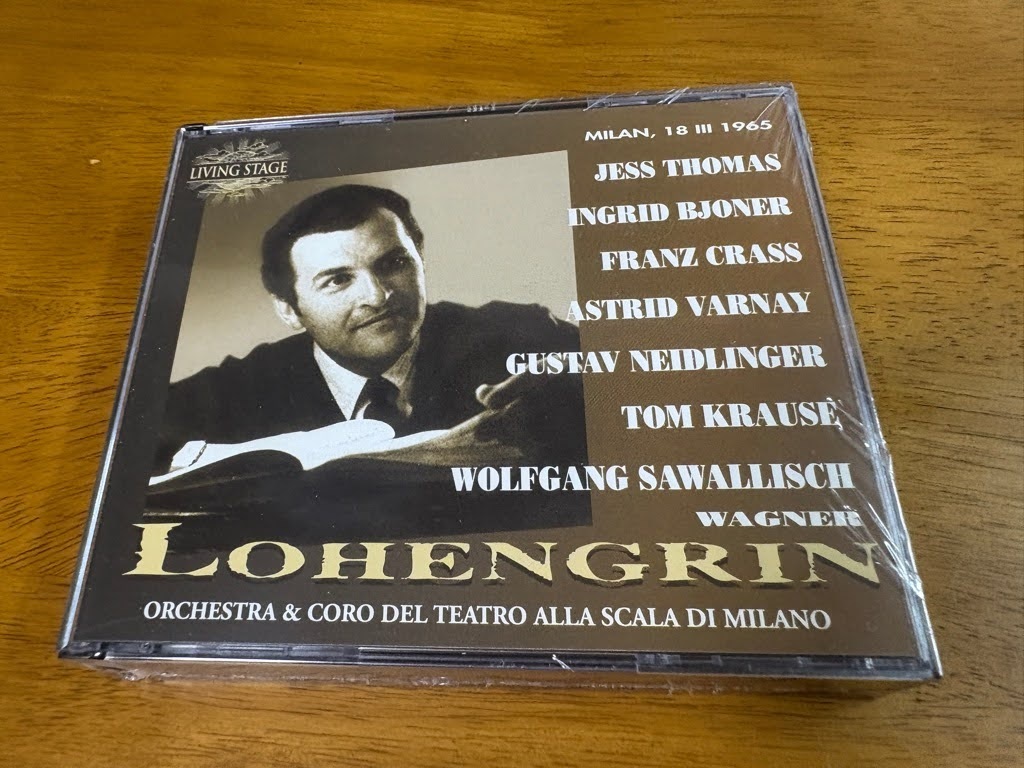 MILAN, 18 III 1965
LIVING STAGE
JESS THOMAS
INGRID BJONER
FRANZ CRASS
ASTRID VARNAY
GUSTAV NEIDLINGER
TOM KRAUSE
WOLFGANG SAWALLISCH
WAGNER
LOHENGRIN
ORCHESTRA & CORO DEL TEATRO ALLA SCALA DI MILANO